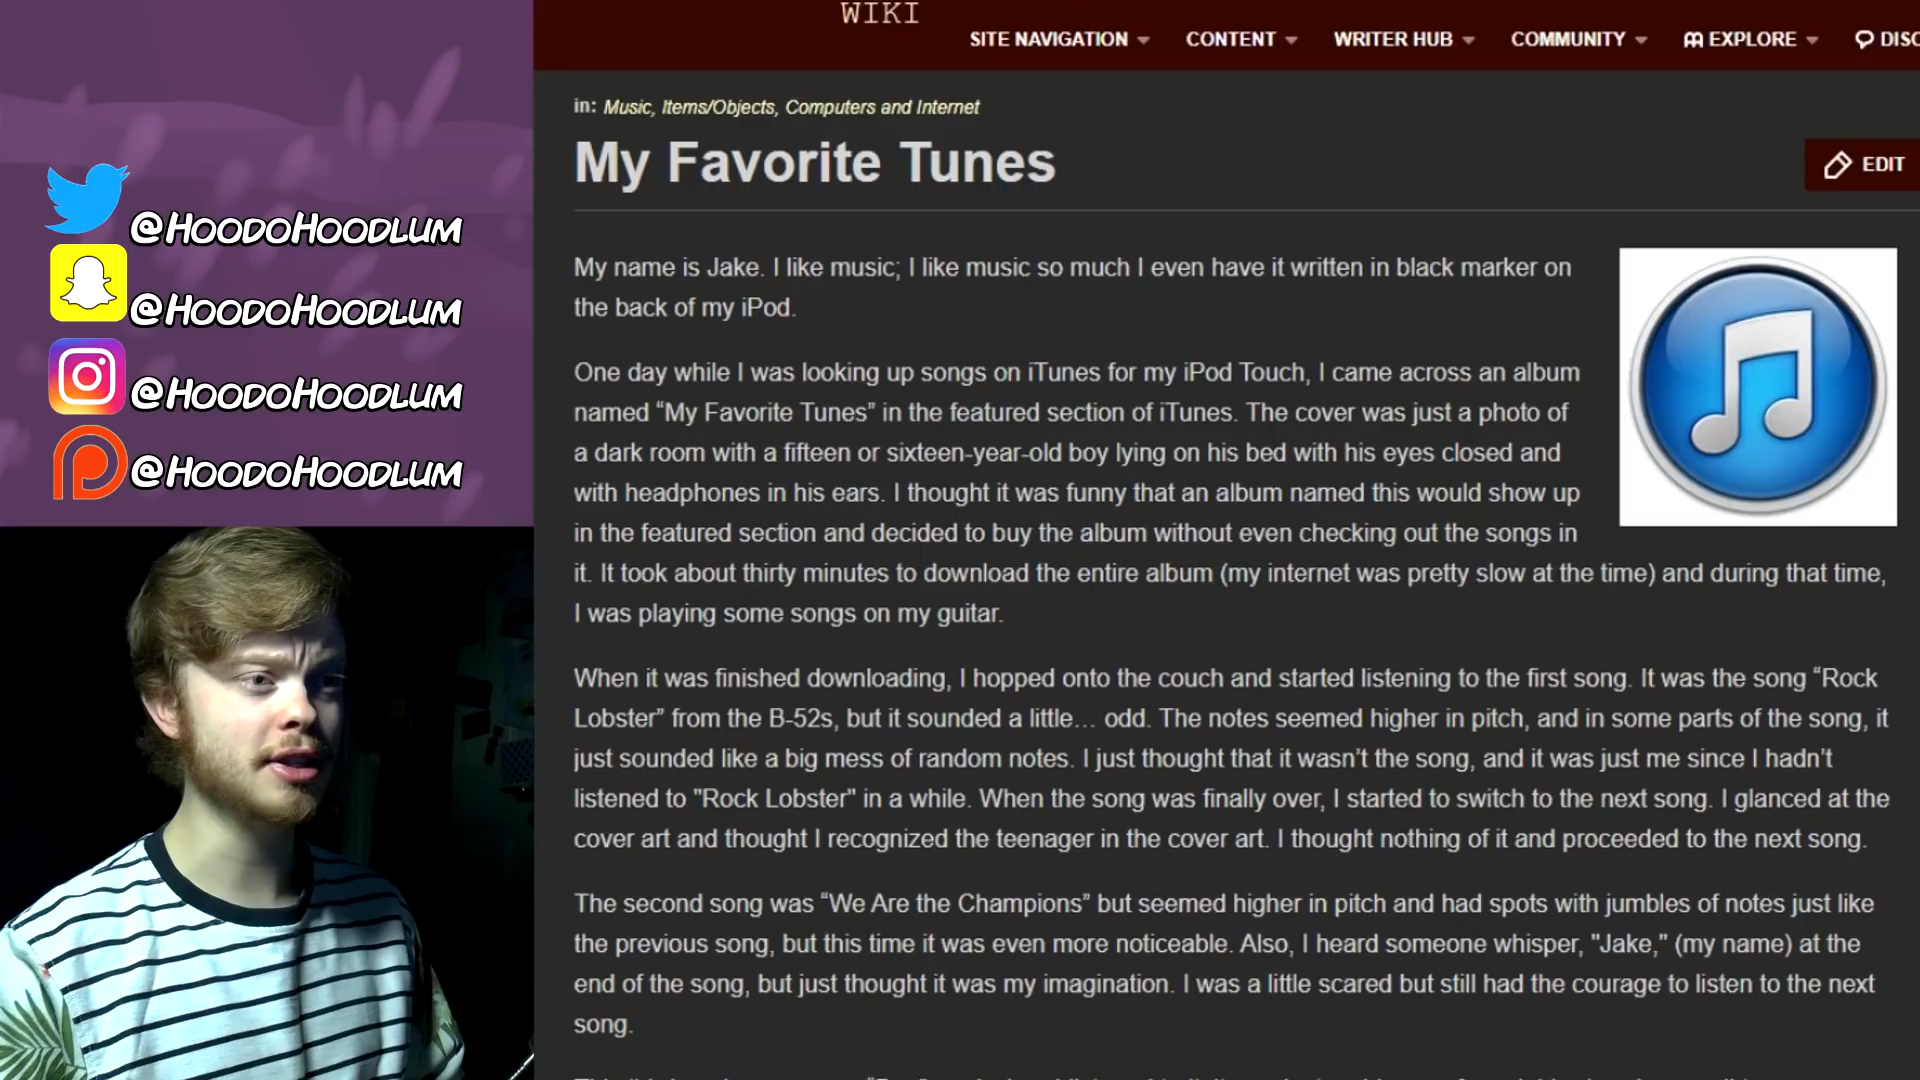 WIKI
SITE NAVIGATION
CONTENT
WRITER HUB
COMMUNITY
EXPLORE
in: Music, Items/Objects, Computers and Internet
My Favorite Tunes
EDIT
@HoodoHoodlum
@HoodoHoodlum
@HoodoHoodlum
@HoodoHoodlum
My name is Jake. I like music; I like music so much I even have it written in black marker on
the back of my iPod.
One day while I was looking up songs on iTunes for my iPod Touch, I came across an album
named “My Favorite Tunes” in the featured section of iTunes. The cover was just a photo of
a dark room with a fifteen or sixteen-year-old boy lying on his bed with his eyes closed and
with headphones in his ears. I thought it was funny that an album named this would show up
in the featured section and decided to buy the album without even checking out the songs in
it. It took about thirty minutes to download the entire album (my internet was pretty slow at the time) and during that time,
I was playing some songs on my guitar.
When it was finished downloading, I hopped onto the couch and started listening to the first song. It was the song “Rock
Lobster” from the B-52s, but it sounded a little… odd. The notes seemed higher in pitch, and in some parts of the song, it
just sounded like a big mess of random notes. I just thought that it wasn’t the song, and it was just me since I hadn’t
listened to "Rock Lobster" in a while. When the song was finally over, I started to switch to the next song. I glanced at the
cover art and thought I recognized the teenager in the cover art. I thought nothing of it and proceeded to the next song.
The second song was “We Are the Champions” but seemed higher in pitch and had spots with jumbles of notes just like
the previous song, but this time it was even more noticeable. Also, I heard someone whisper, "Jake," (my name) at the
end of the song, but just thought it was my imagination. I was a little scared but still had the courage to listen to the next
song.